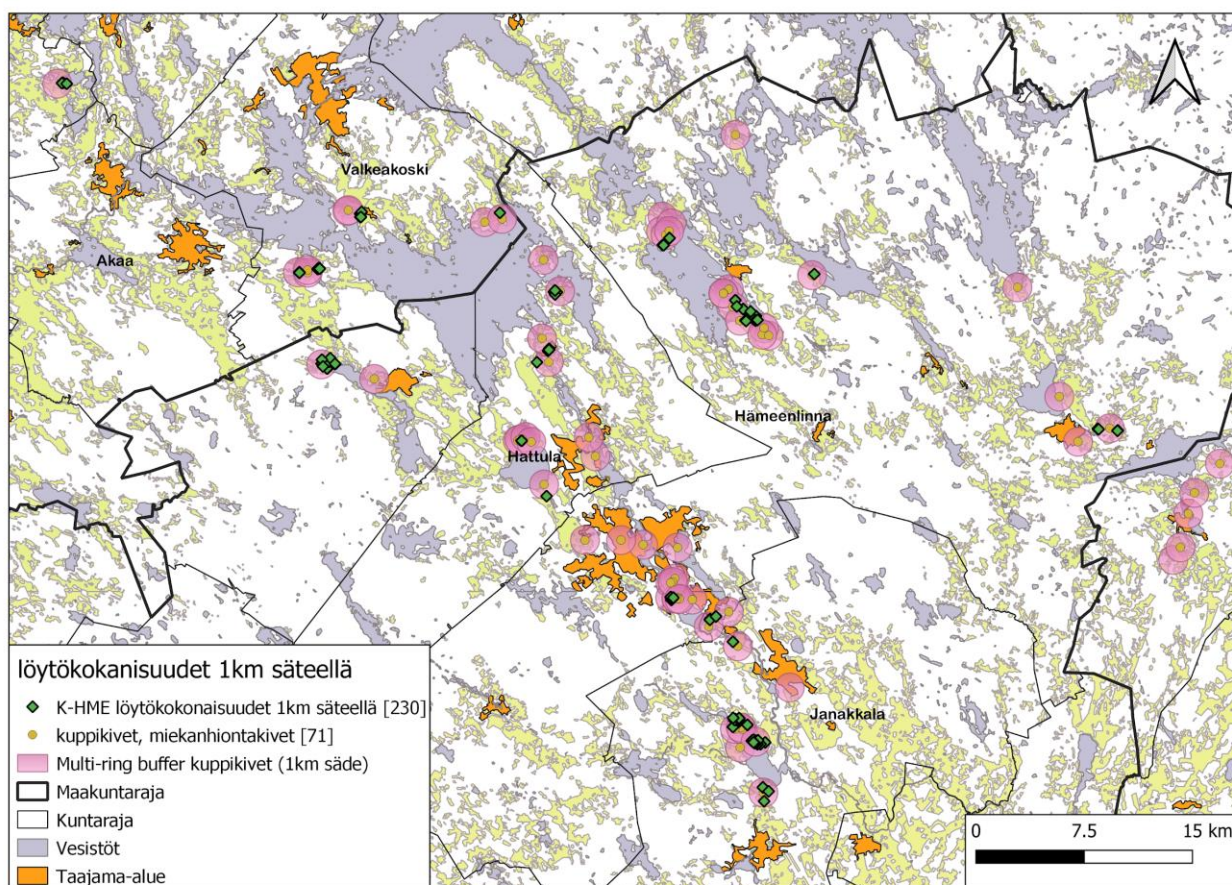 Valkeakoski
Akaa
Hämeenlinna
Hattula
Janakkala
löytökokanisuudet 1km säteellä
K-HME löytökokonaisuudet 1km säteellä [230]
kuppikivet, miekanhiontakivet [71]
Multi-ring buffer kuppikivet (1km säde)
Maakuntaraja
Kuntaraja
Vesistöt
Taajama-alue
0 7.5 15 km